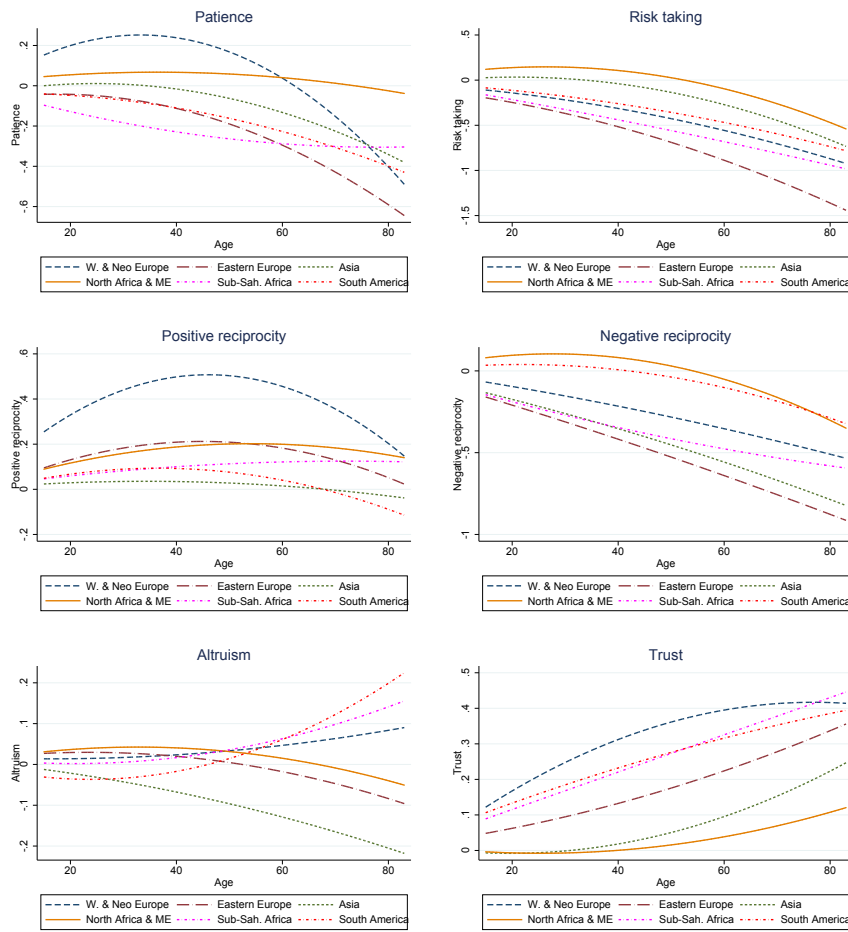 Patience
Patience
.2
0
-.2
-.4
-.6
20 40 60 80
Age
W. & Neo Europe Eastern Europe Asia
North Africa & ME Sub-Sah. Africa South America
Risk taking
Risk taking
.5
0
-.5
-1
-1.5
20 40 60 80
Age
W. & Neo Europe Eastern Europe Asia
North Africa & ME Sub-Sah. Africa South America
Positive reciprocity
Positive reciprocity
.6
.4
.2
0
-.2
20 40 60 80
Age
W. & Neo Europe Eastern Europe Asia
North Africa & ME Sub-Sah. Africa South America
Negative reciprocity
Negative reciprocity
0
-.5
-1
20 40 60 80
Age
W. & Neo Europe Eastern Europe Asia
North Africa & ME Sub-Sah. Africa South America
Altruism
Altruism
.2
.1
0
-.1
-.2
20 40 60 80
Age
W. & Neo Europe Eastern Europe Asia
North Africa & ME Sub-Sah. Africa South America
Trust
Trust
.5
.4
.3
.2
.1
0
20 40 60 80
Age
W. & Neo Europe Eastern Europe Asia
North Africa & ME Sub-Sah. Africa South America